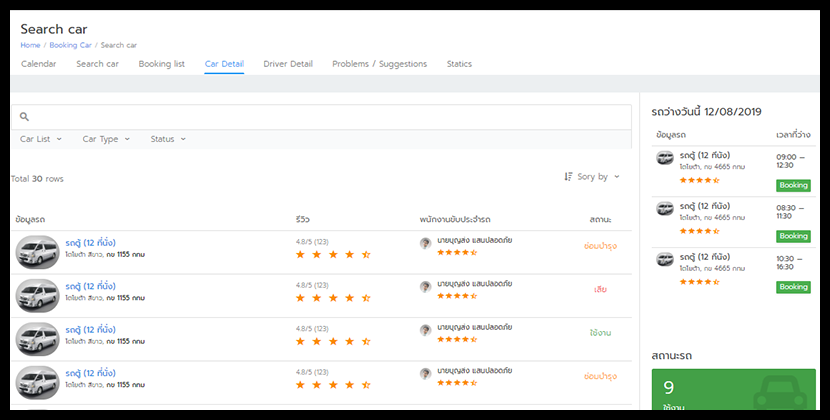 Search car
Home / Booking Car / Search car
Calendar Search car Booking list Car Detail Driver Detail Problems / Suggestions Statics
Car List Car Type Status
Total 30 rows Sory by
ข้อมูลรถ รีวิว พนักงานขับประจำรถ สถานะ
รถตู้ (12 ที่นั่ง) 4.8/5 (123) นายบุญส่ง แสนปลอดภัย ซ่อมบำรุง
โตโยต้า สีขาว, กข 1155 กทม
รถตู้ (12 ที่นั่ง) 4.8/5 (123) นายบุญส่ง แสนปลอดภัย เสีย
โตโยต้า สีขาว, กข 1155 กทม
รถตู้ (12 ที่นั่ง) 4.8/5 (123) นายบุญส่ง แสนปลอดภัย ใช้งาน
โตโยต้า สีขาว, กข 1155 กทม
รถตู้ (12 ที่นั่ง) 4.8/5 (123) นายบุญส่ง แสนปลอดภัย ซ่อมบำรุง
โตโยต้า สีขาว, กข 1155 กทม
รถว่างวันนี้ 12/08/2019
ข้อมูลรถ เวลาที่ว่าง
รถตู้ (12 ที่นั่ง) 09:00 –
โตโยต้า, กข 4665 กทม 12:30
Booking
รถตู้ (12 ที่นั่ง) 08:30 –
โตโยต้า, กข 4665 กทม 11:30
Booking
รถตู้ (12 ที่นั่ง) 10:30 –
โตโยต้า, กข 4665 กทม 16:30
Booking
สถานะรถ
9
ใช้งาน